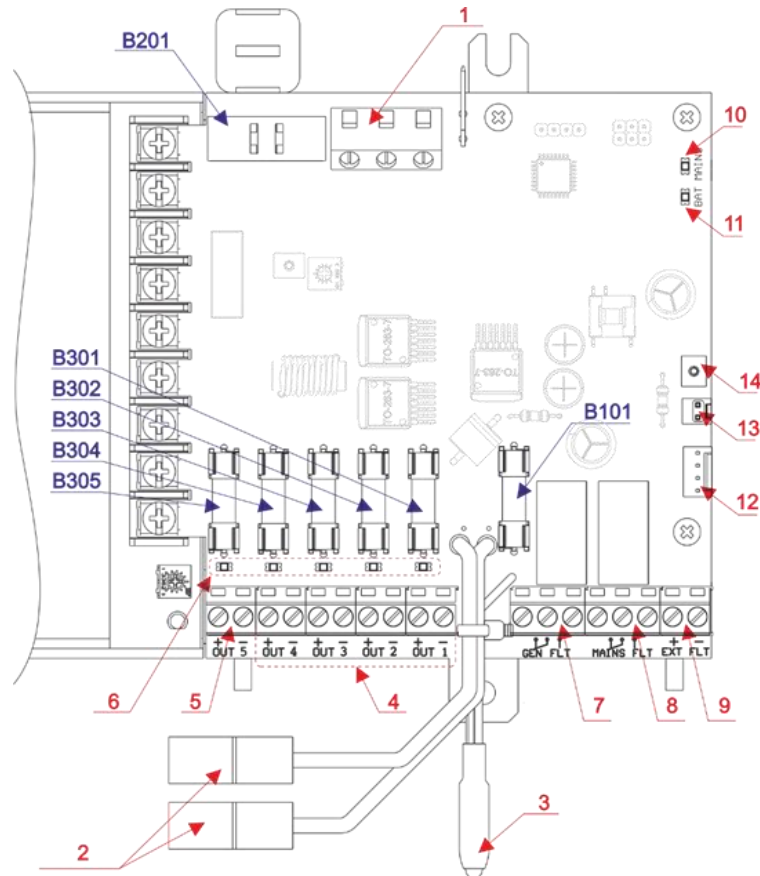 1
B201
10
MAINS
BAT
11
TO-263-7
TO-263-7
TO-263-7
B301
B302
B303
B304
B305
B101
14
13
12
+ − + − + − + − + −
OUT 5 OUT 4 OUT 3 OUT 2 OUT 1
GEN FLT
MAINS FLT
+ −
EXT FLT
6
5
4
7
8
9
2
3